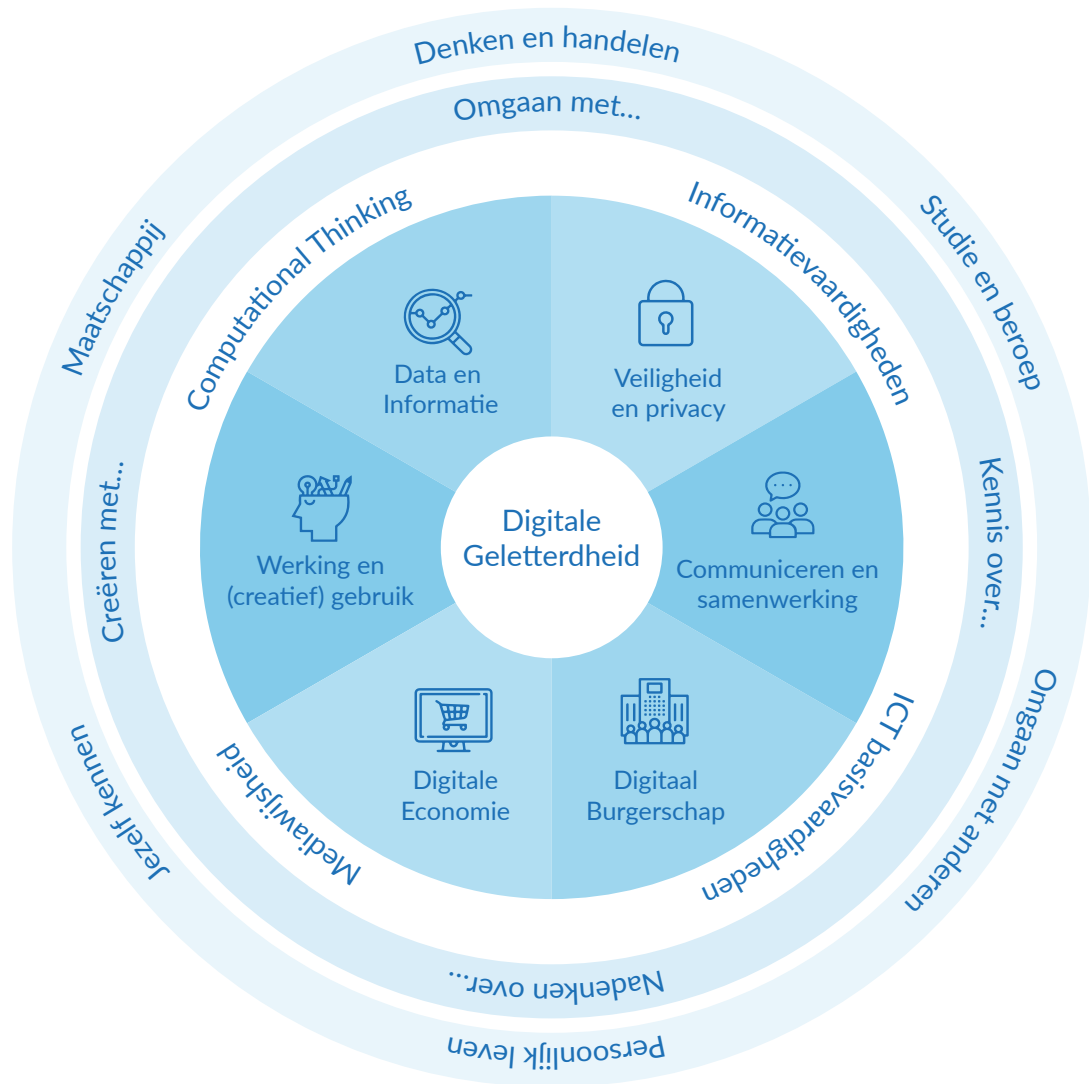 Denken en handelen
Omgaan met...
Computational Thinking
Informatievaardigheden
Maatschappij
Studie en beroep
Data en
Informatie
Veiligheid
en privacy
Creëren met...
Werking en
(creatief) gebruik
Digitale
Geletterdheid
Communiceren en
samenwerking
Kennis over...
Digitale
Economie
Digitaal
Burgerschap
Jezelf kennen
Mediawijsheid
ICT basisvaardigheden
Omgaan met anderen
Nadenken over...
Persoonlijk leven